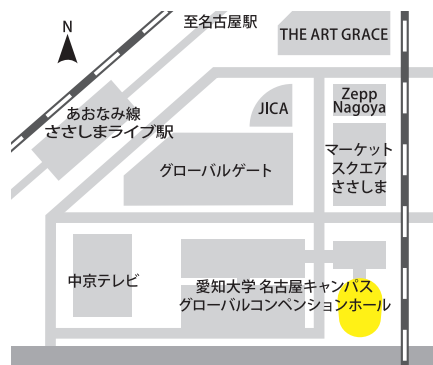 至名古屋駅
N
THE ART GRACE
あおなみ線
ささしまライブ駅
JICA
Zepp
Nagoya
グローバルゲート
マーケット
スクエア
ささしま
中京テレビ
愛知大学 名古屋キャンパス
グローバルコンベンションホール